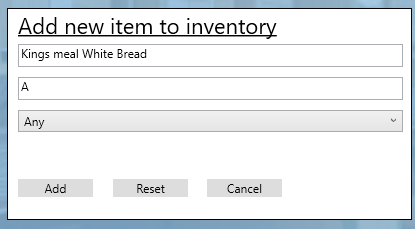 Add new item to inventory
Kings meal White Bread
A
Any
Add Reset Cancel